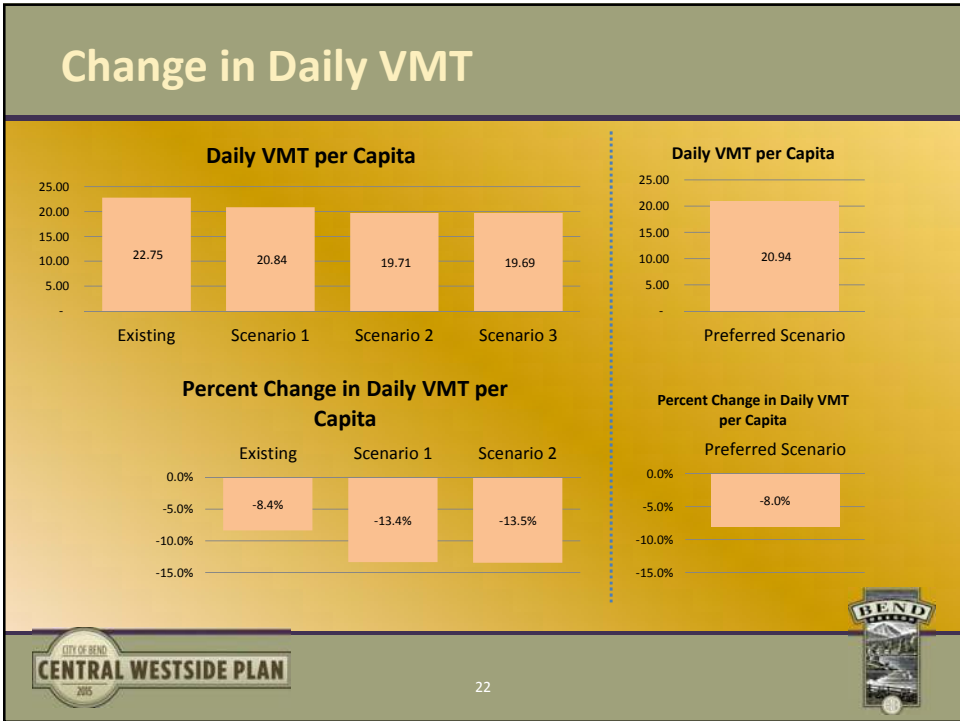 Change in Daily VMT
Daily VMT per Capita
25.00
20.00
15.00
10.00
5.00
-
22.75
20.84
19.71
19.69
Existing
Scenario 1
Scenario 2
Scenario 3
Daily VMT per Capita
25.00
20.00
15.00
10.00
5.00
-
20.94
Preferred Scenario
Percent Change in Daily VMT per
Capita
Existing
Scenario 1
Scenario 2
0.0%
-5.0%
-10.0%
-15.0%
-8.4%
-13.4%
-13.5%
Percent Change in Daily VMT
per Capita
Preferred Scenario
0.0%
-5.0%
-10.0%
-15.0%
-8.0%
CITY OF BEND
CENTRAL WESTSIDE PLAN
2015
22
BEND